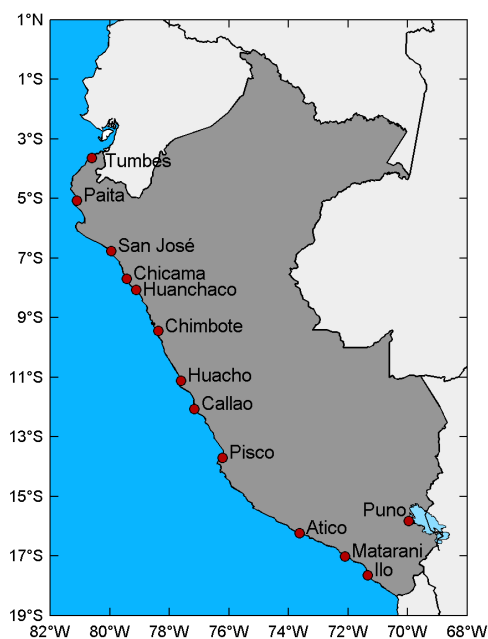 1°N
1°S
3°S
Tumbes
5°S
Paita
San José
7°S
Chicama
Huanchaco
9°S
Chimbote
11°S
Huacho
Callao
13°S
Pisco
15°S
Puno
Atico
17°S
Matarani
Ilo
19°S
82°W 80°W 78°W 76°W 74°W 72°W 70°W 68°W